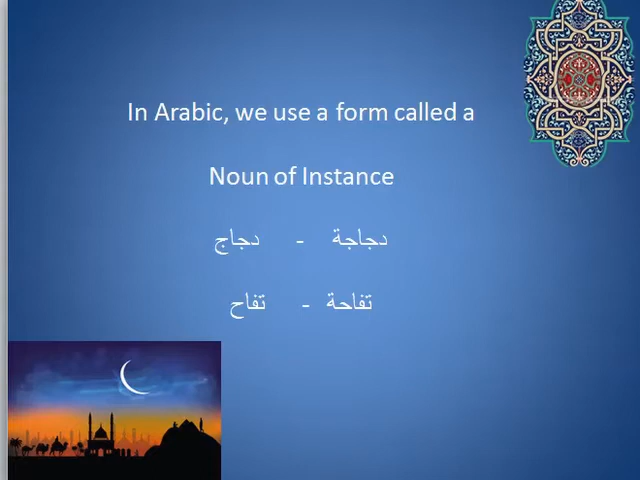 In Arabic, we use a form called a
Noun of Instance
دجاجة - دجاج
تفاحة - تفاح